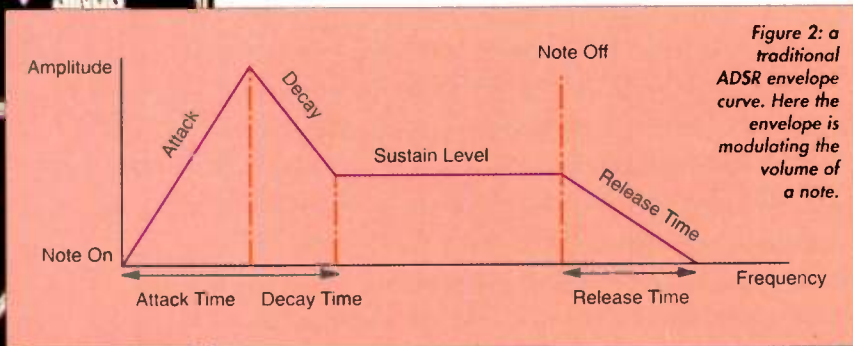 Figure 2: a
traditional
ADSR envelope
curve. Here the
envelope is
modulating the
volume of
a note.
Amplitude
Note Off
Attack
Decay
Sustain Level
Release Time
Note On
Frequency
Attack Time
Decay Time
Release Time